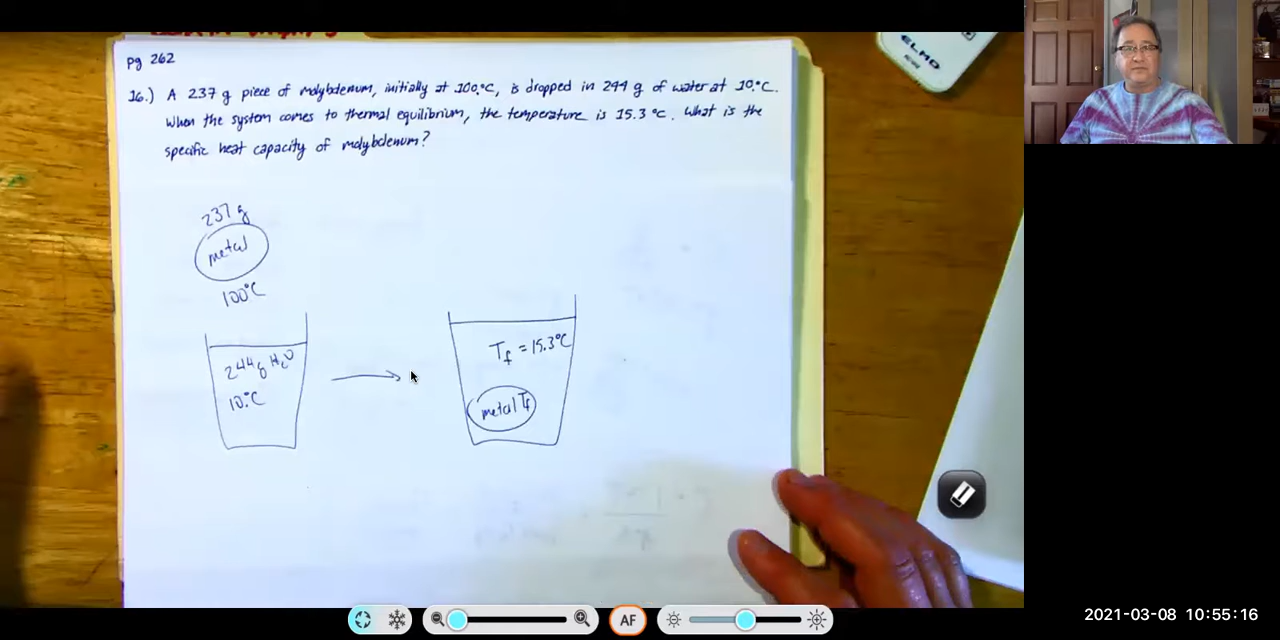 Pg 262
16.) A 237 g piece of molybdenum, initially at 100.°C, is dropped in 244 g of water at 10.°C.
When the system comes to thermal equilibrium, the temperature is 15.3 °C. What is the
specific heat capacity of molybdenum?
237 g
metal
100°C
244g H2O
10.°C
Tf = 15.3°C
metal Tf
ELMO
AF
2021-03-08 10:55:16